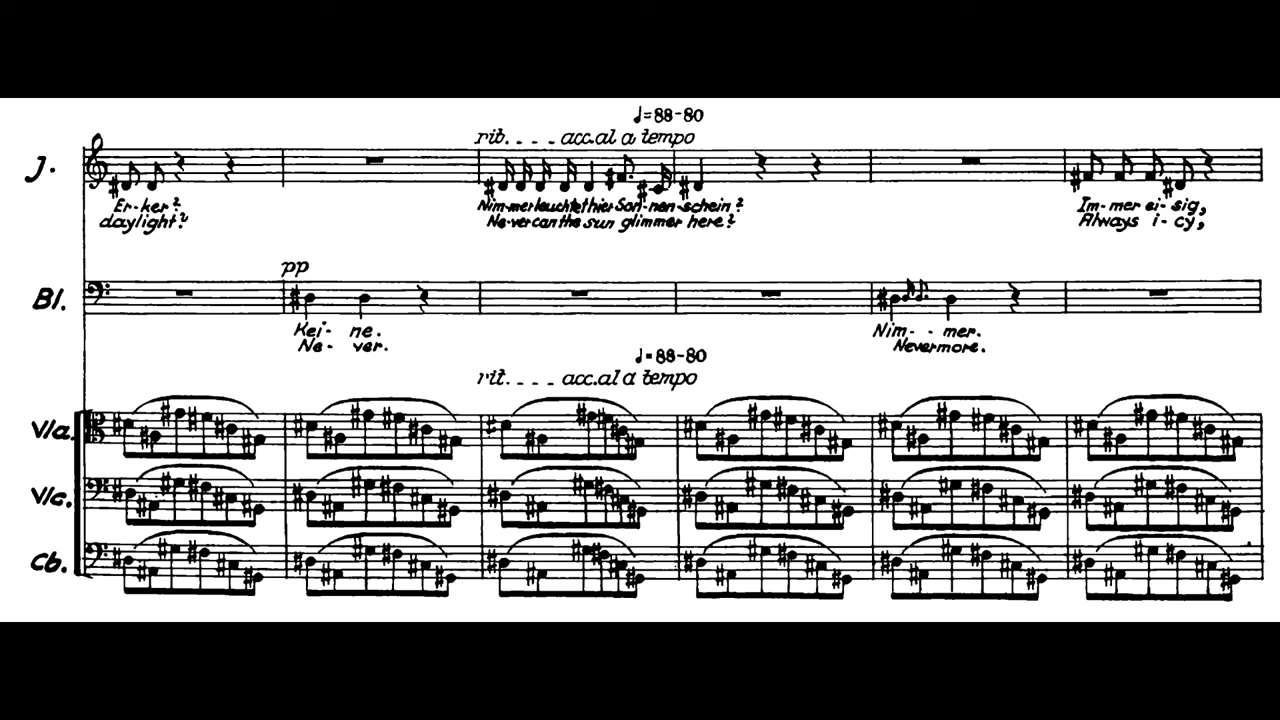 ♩=88-80
rit. . . . acc. al a tempo
J.
Er-ker? Nim-mer leuchtet hier Son-nen-schein? Im-mer ei-sig,
daylight? Ne-ver can the sun glimmer here? Always i-cy,
pp
Bl.
Kei- ne. Nim- - mer.
Ne- ver. Nevermore.
♩=88-80
rit. . . . acc. al a tempo
Vla.
Vlc.
Cb.